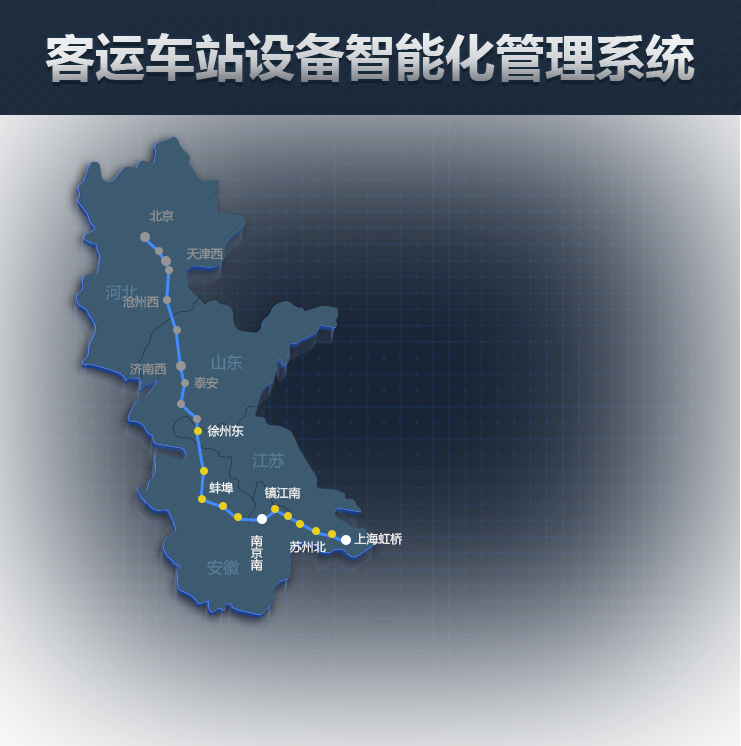 客运车站设备智能化管理系统
北京
天津西
河北
沧州西
山东
济南西
泰安
徐州东
江苏
蚌埠
镇江南
南京南
苏州北
上海虹桥
安徽